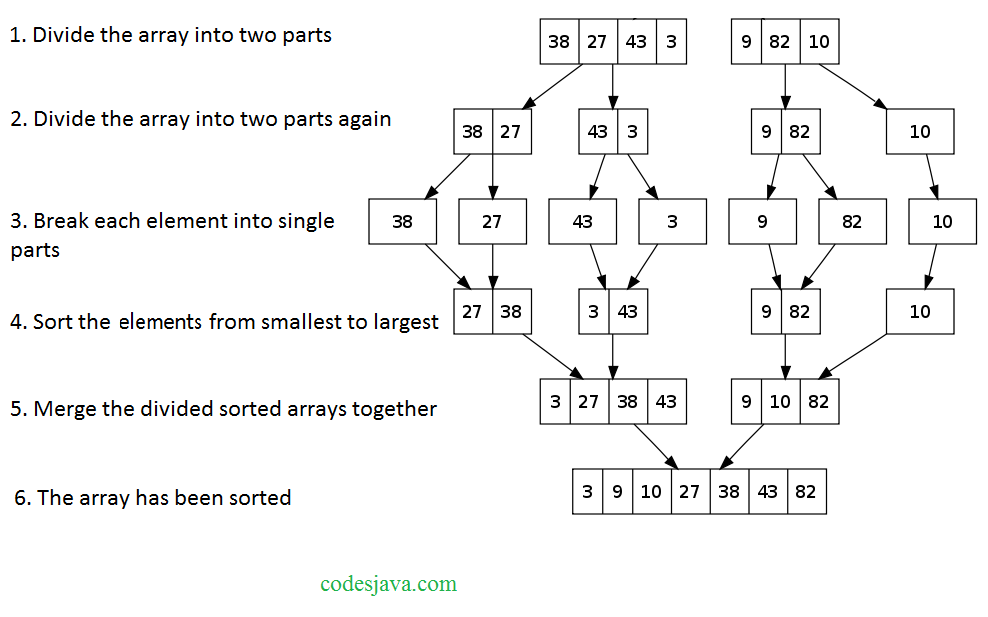 1. Divide the array into two parts
38 27 43 3
9 82 10
2. Divide the array into two parts again
38 27
43 3
9 82
10
3. Break each element into single
parts
38
27
43
3
9
82
10
4. Sort the elements from smallest to largest
27 38
3 43
9 82
10
5. Merge the divided sorted arrays together
3 27 38 43
9 10 82
6. The array has been sorted
3 9 10 27 38 43 82
codesjava.com